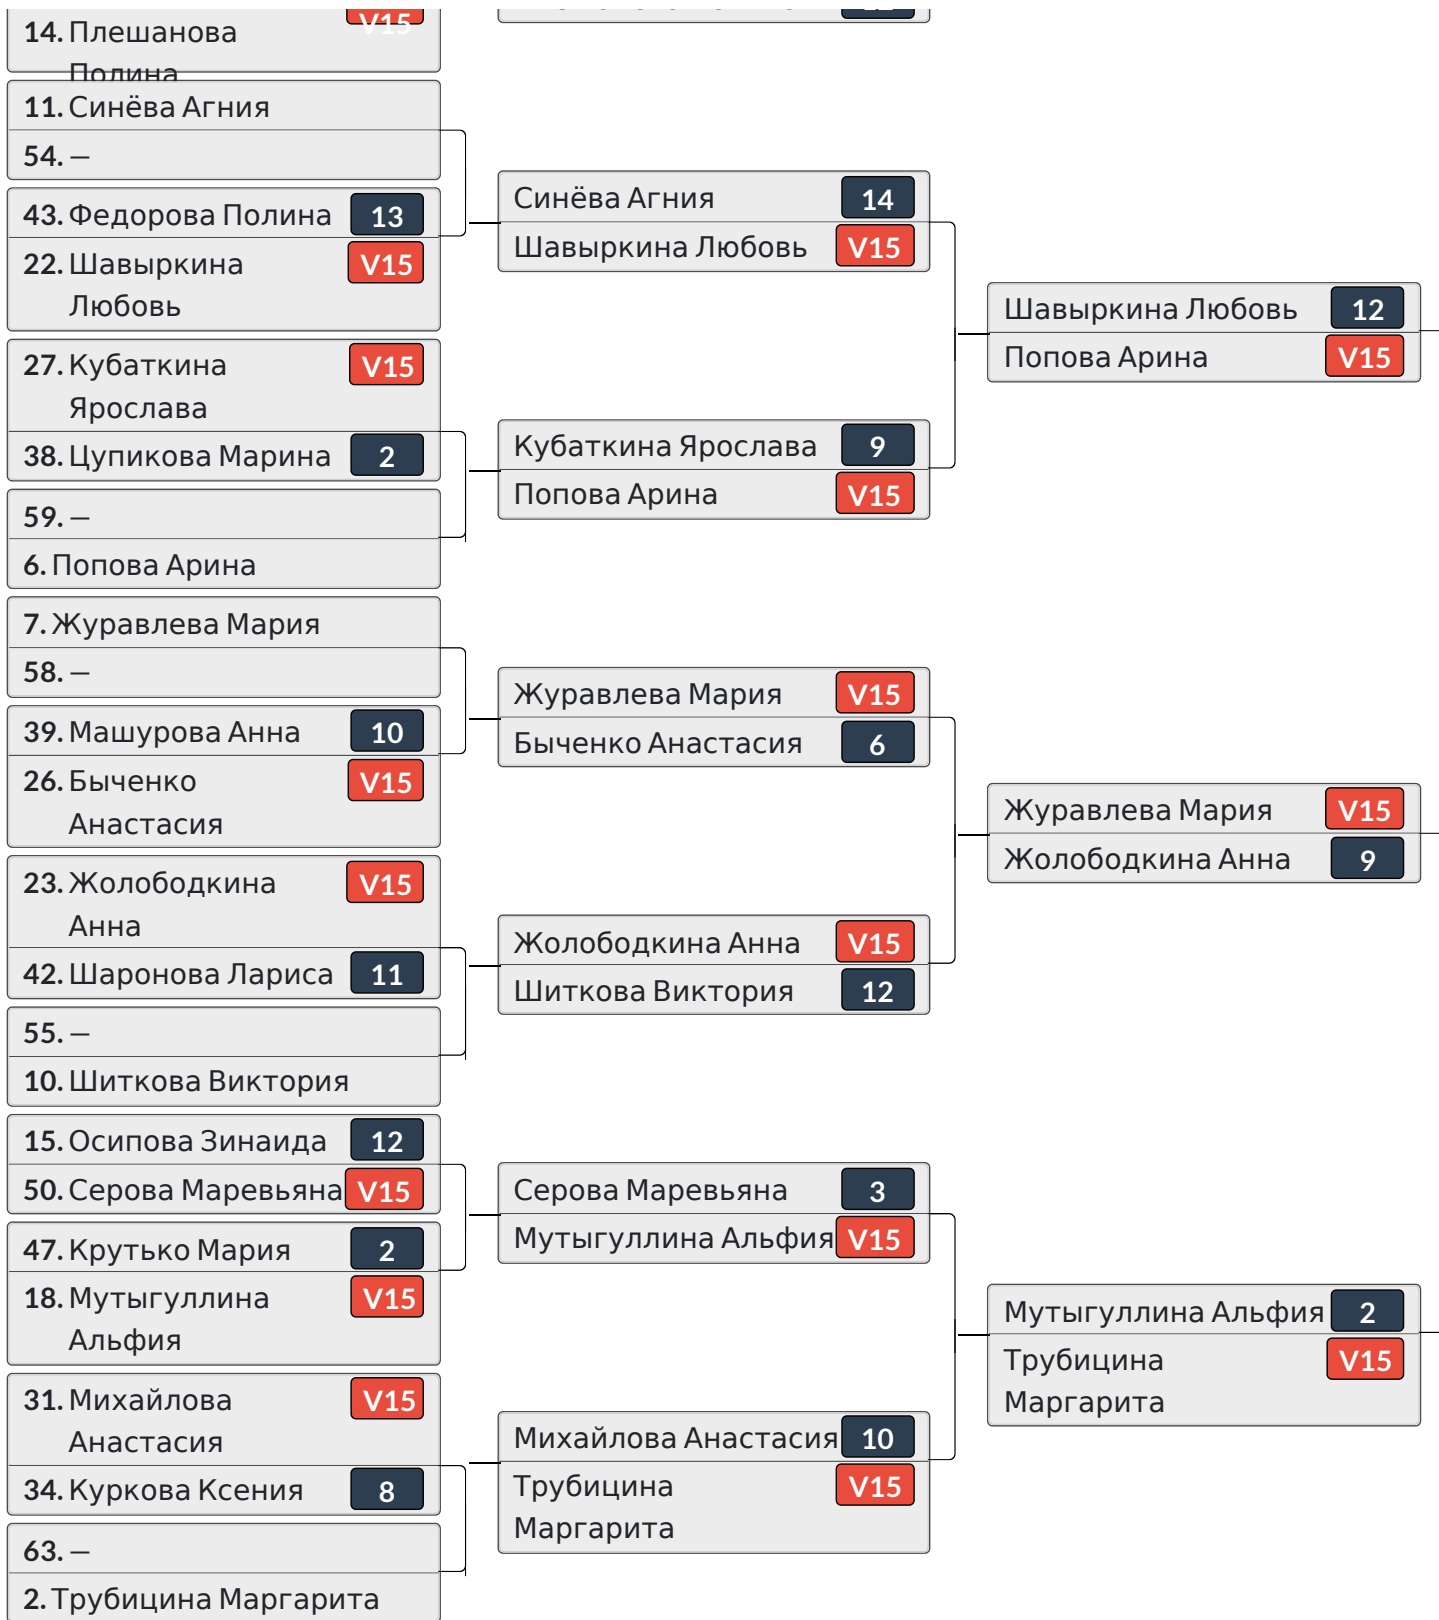 V15
14. Плешанова
Полина
11. Синёва Агния
54. —
43. Федорова Полина 13
22. Шавыркина V15
Любовь
27. Кубаткина V15
Ярослава
38. Цупикова Марина 2
59. —
6. Попова Арина
7. Журавлева Мария
58. —
39. Машурова Анна 10
26. Быченко V15
Анастасия
23. Жолободкина V15
Анна
42. Шаронова Лариса 11
55. —
10. Шиткова Виктория
15. Осипова Зинаида 12
50. Серова Маревьяна V15
47. Крутько Мария 2
18. Мутыгуллина V15
Альфия
31. Михайлова V15
Анастасия
34. Куркова Ксения 8
63. —
2. Трубицина Маргарита
Синёва Агния 14
Шавыркина Любовь V15
Кубаткина Ярослава 9
Попова Арина V15
Журавлева Мария V15
Быченко Анастасия 6
Жолободкина Анна V15
Шиткова Виктория 12
Серова Маревьяна 3
Мутыгуллина Альфия V15
Михайлова Анастасия 10
Трубицина V15
Маргарита
Шавыркина Любовь 12
Попова Арина V15
Журавлева Мария V15
Жолободкина Анна 9
Мутыгуллина Альфия 2
Трубицина V15
Маргарита